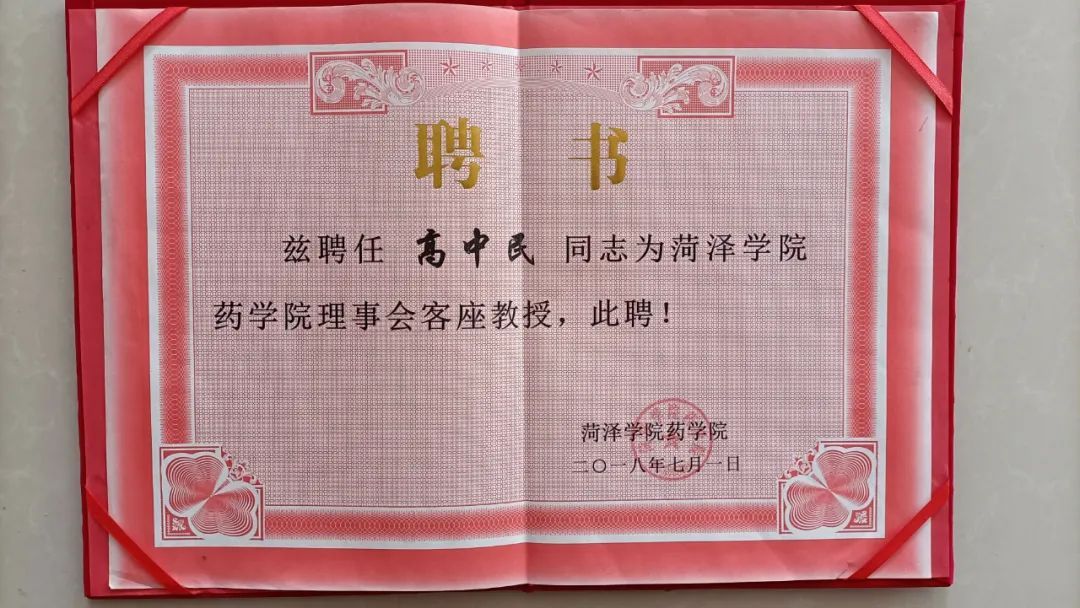 聘 书
兹聘任 高中民 同志为菏泽学院
药学院理事会客座教授，此聘！
菏泽学院药学院
二〇一八年七月一日